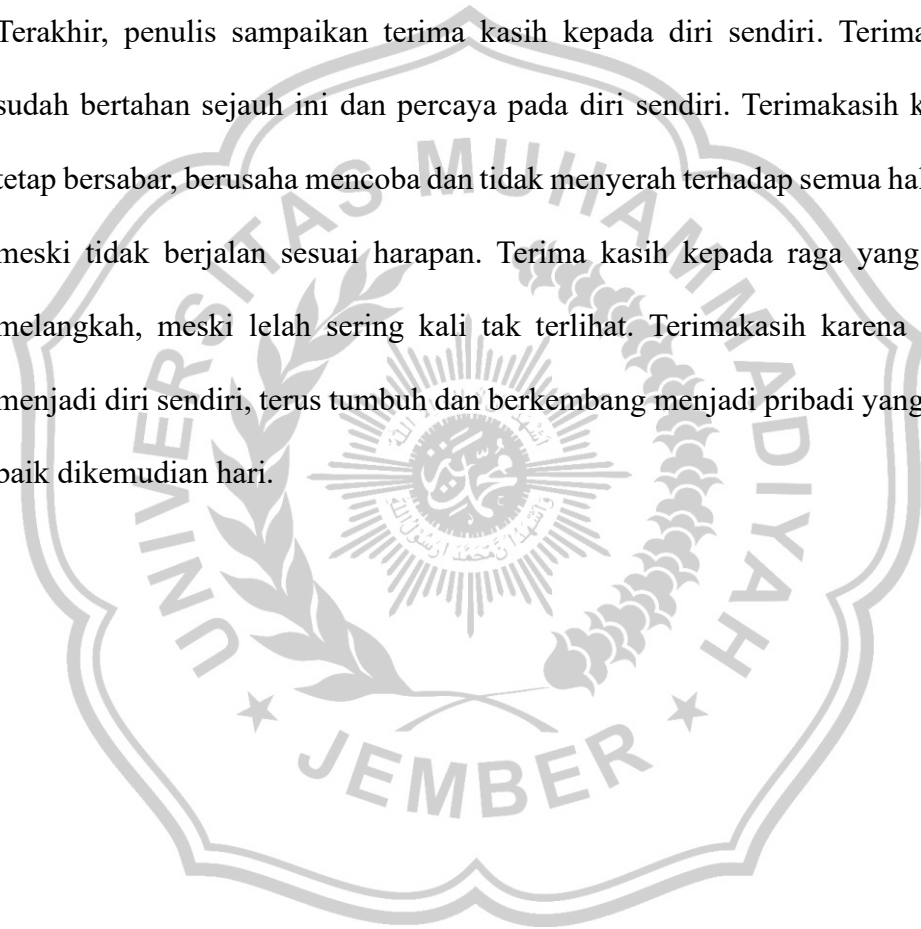 Terakhir, penulis sampaikan terima kasih kepada diri sendiri. Terima
sudah bertahan sejauh ini dan percaya pada diri sendiri. Terimakasih k
tetap bersabar, berusaha mencoba dan tidak menyerah terhadap semua hal
meski tidak berjalan sesuai harapan. Terima kasih kepada raga yang
melangkah, meski lelah sering kali tak terlihat. Terimakasih karena
menjadi diri sendiri, terus tumbuh dan berkembang menjadi pribadi yang
baik dikemudian hari.
UNIVERSITAS MUHAMMADIYAH
JEMBER